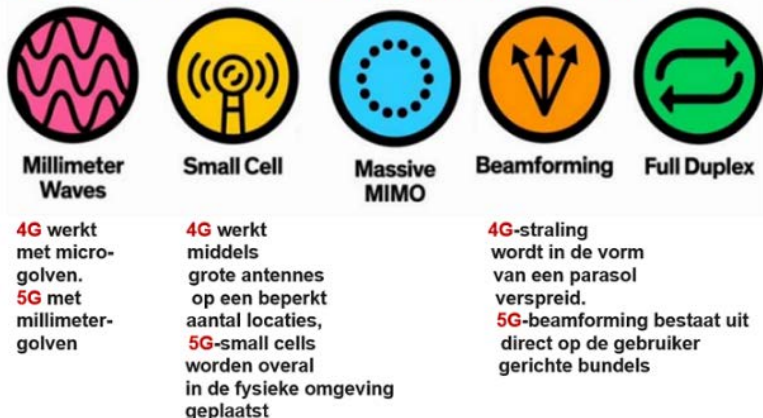 Millimeter
Waves
Small Cell
Massive
MIMO
Beamforming
Full Duplex
4G werkt
met micro-
golven.
5G met
millimeter-
golven
4G werkt
middels
grote antennes
op een beperkt
aantal locaties,
5G-small cells
worden overal
in de fysieke omgeving
geplaatst
4G-straling
wordt in de vorm
van een parasol
verspreid.
5G-beamforming bestaat uit
direct op de gebruiker
gerichte bundels